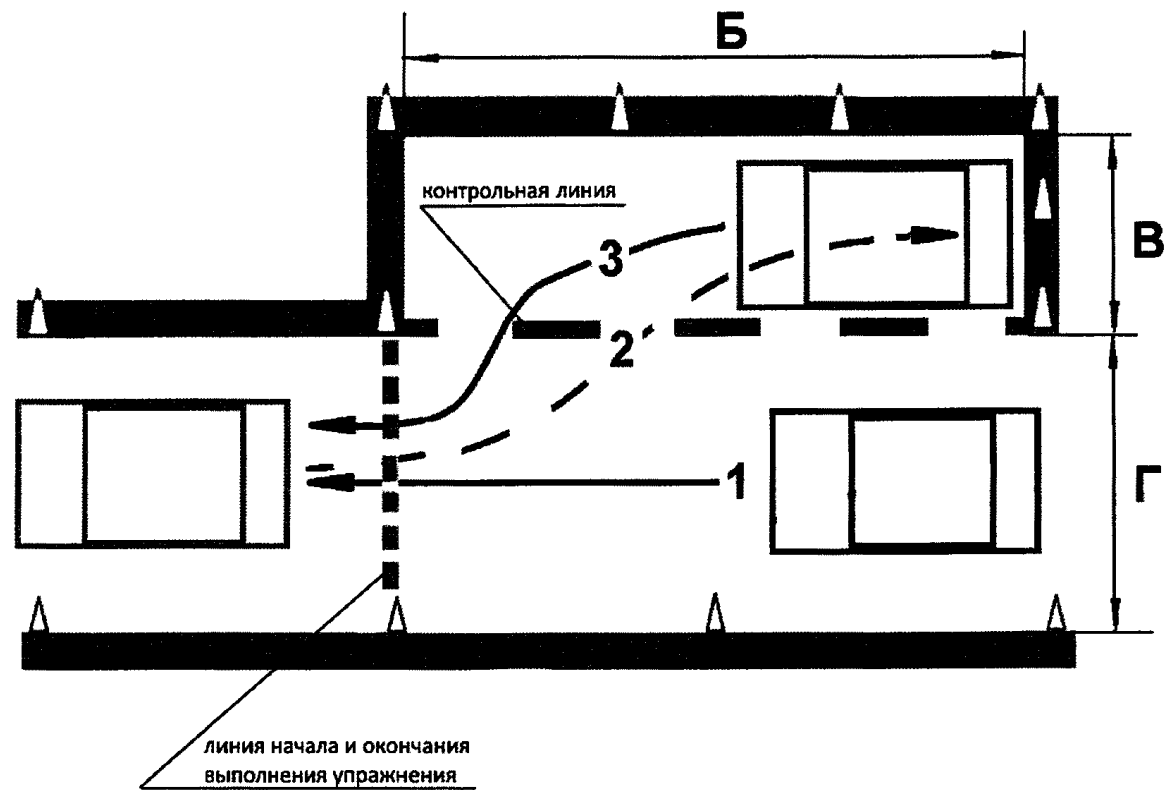 Б
контрольная линия
3
В
2
1
Г
линия начала и окончания
выполнения упражнения